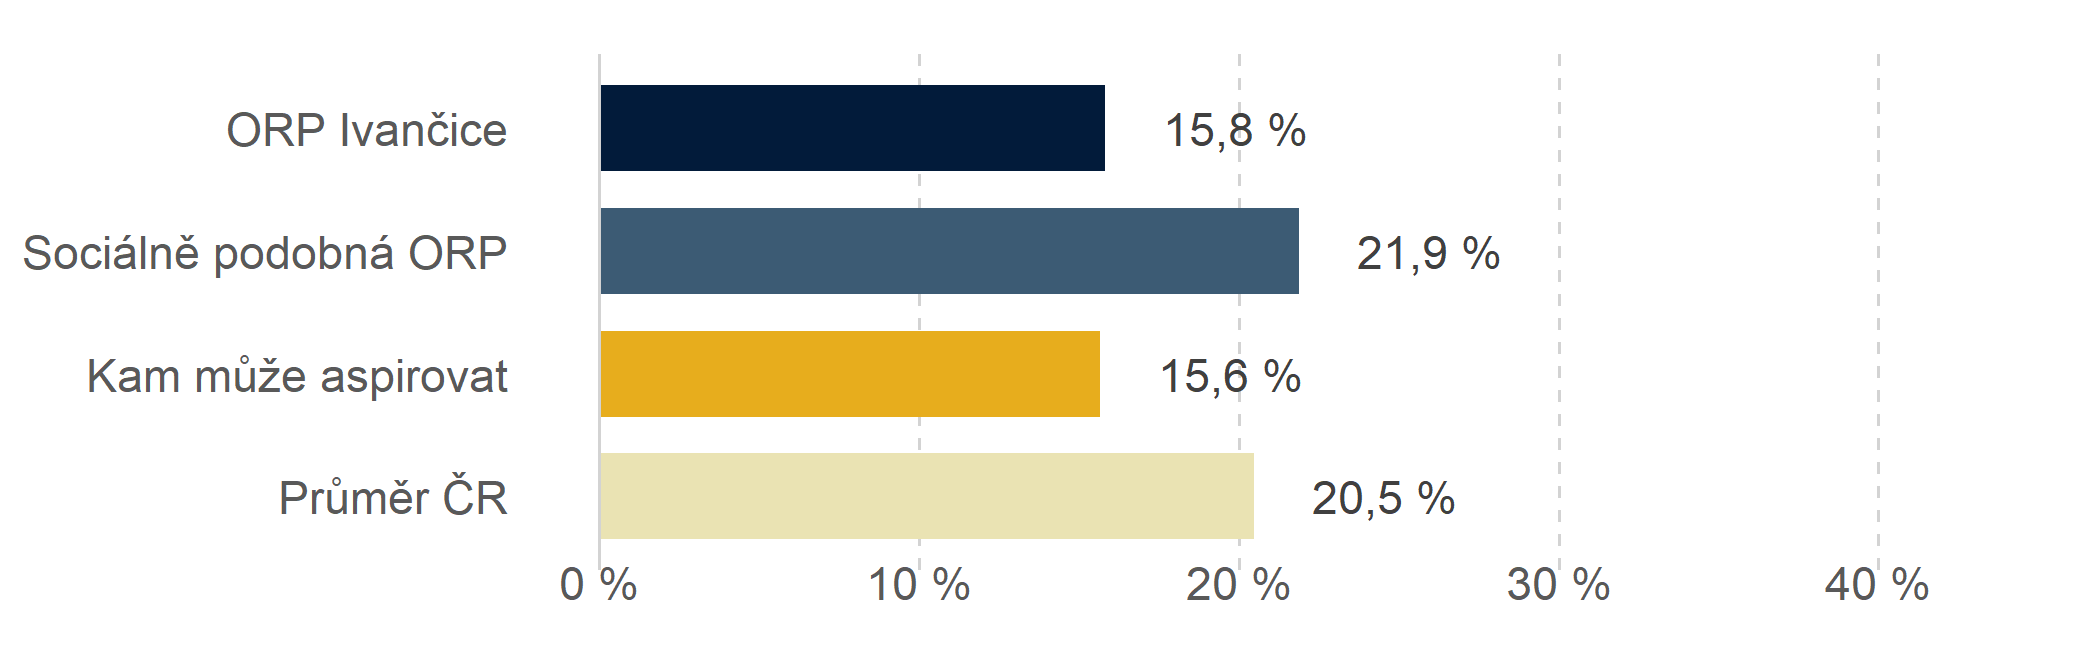 ORP Ivančice
15,8 %
Sociálně podobná ORP
21,9 %
Kam může aspirovat
15,6 %
Průměr ČR
20,5 %
0 %
10 %
20 %
30 %
40 %